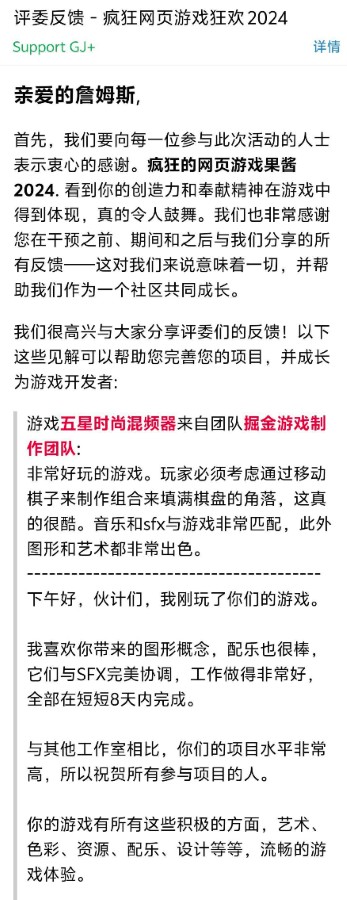 评委反馈 - 疯狂网页游戏狂欢 2024
Support GJ+
详情
亲爱的詹姆斯,
首先，我们要向每一位参与此次活动的人士
表示衷心的感谢。疯狂的网页游戏果酱
2024. 看到你的创造力和奉献精神在游戏中
得到体现，真的令人鼓舞。我们也非常感谢
您在干预之前、期间和之后与我们分享的所
有反馈——这对我们来说意味着一切，并帮
助我们作为一个社区共同成长。
我们很高兴与大家分享评委们的反馈！以下
这些见解可以帮助您完善您的项目，并成长
为游戏开发者:
游戏五星时尚混频器来自团队掘金游戏制
作团队:
非常好玩的游戏。玩家必须考虑通过移动
棋子来制作组合来填满棋盘的角落，这真
的很酷。音乐和sfx与游戏非常匹配，此外
图形和艺术都非常出色。
----------------------------------------
下午好，伙计们，我刚玩了你们的游戏。
我喜欢你带来的图形概念，配乐也很棒，
它们与SFX完美协调，工作做得非常好，
全部在短短8天内完成。
与其他工作室相比，你们的项目水平非常
高，所以祝贺所有参与项目的人。
你的游戏有所有这些积极的方面，艺术、
色彩、资源、配乐、设计等等，流畅的游
戏体验。